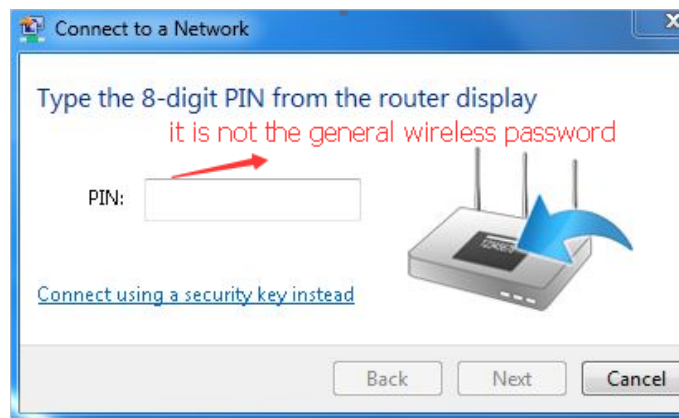 Connect to a Network
Type the 8-digit PIN from the router display
it is not the general wireless password
PIN:
12345670
Connect using a security key instead
Back
Next
Cancel